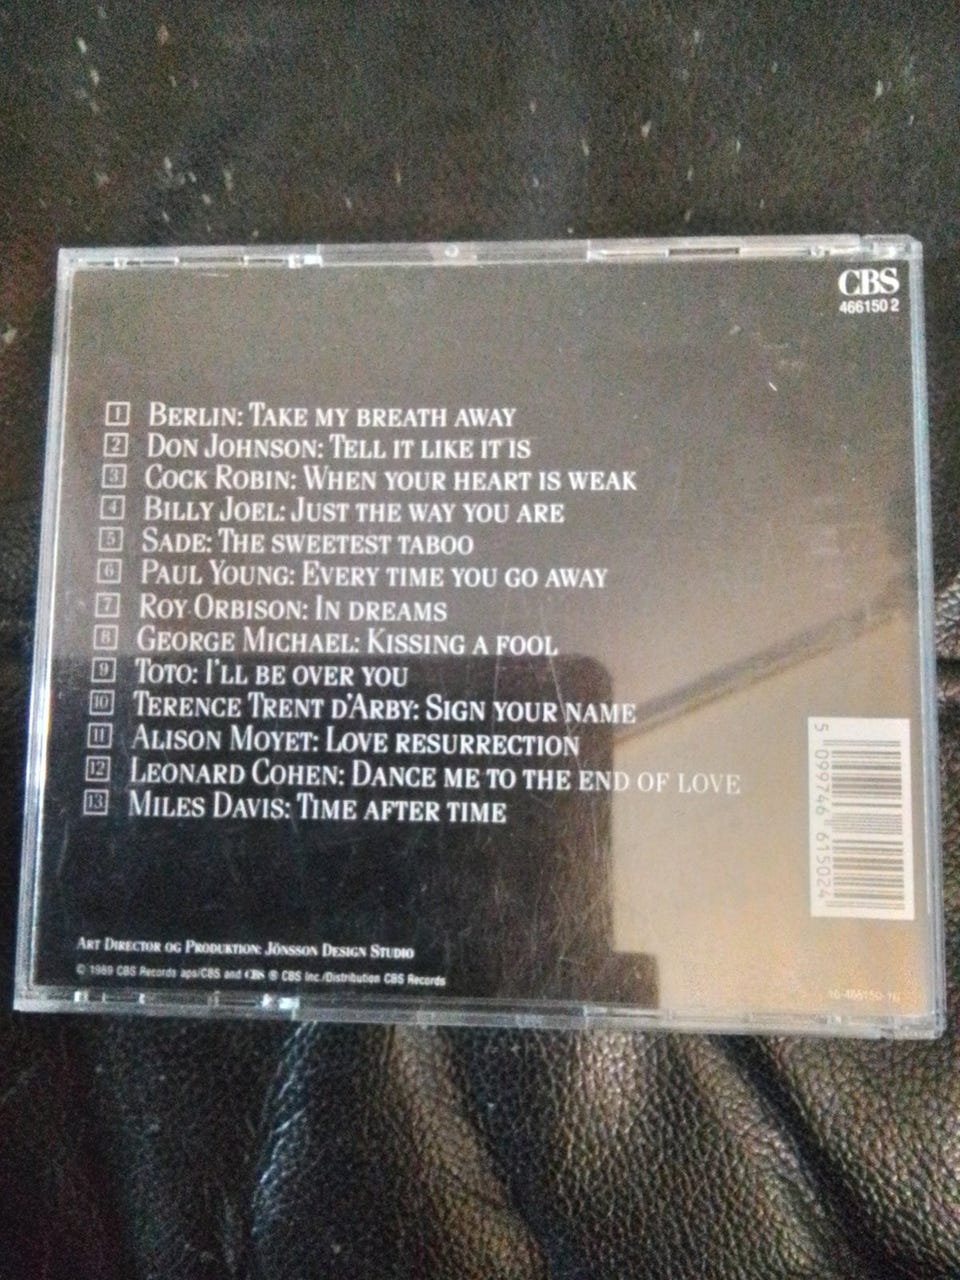 CBS
466150 2
1 BERLIN: TAKE MY BREATH AWAY
2 DON JOHNSON: TELL IT LIKE IT IS
3 COCK ROBIN: WHEN YOUR HEART IS WEAK
4 BILLY JOEL: JUST THE WAY YOU ARE
5 SADE: THE SWEETEST TABOO
6 PAUL YOUNG: EVERY TIME YOU GO AWAY
7 ROY ORBISON: IN DREAMS
8 GEORGE MICHAEL: KISSING A FOOL
9 TOTO: I'LL BE OVER YOU
10 TERENCE TRENT D'ARBY: SIGN YOUR NAME
11 ALISON MOYET: LOVE RESURRECTION
12 LEONARD COHEN: DANCE ME TO THE END OF LOVE
13 MILES DAVIS: TIME AFTER TIME
5 099746 615024
ART DIRECTOR OG PRODUKTION: JÖNSSON DESIGN STUDIO
© 1989 CBS Records aps/CBS and CBS ® CBS Inc./Distribution CBS Records